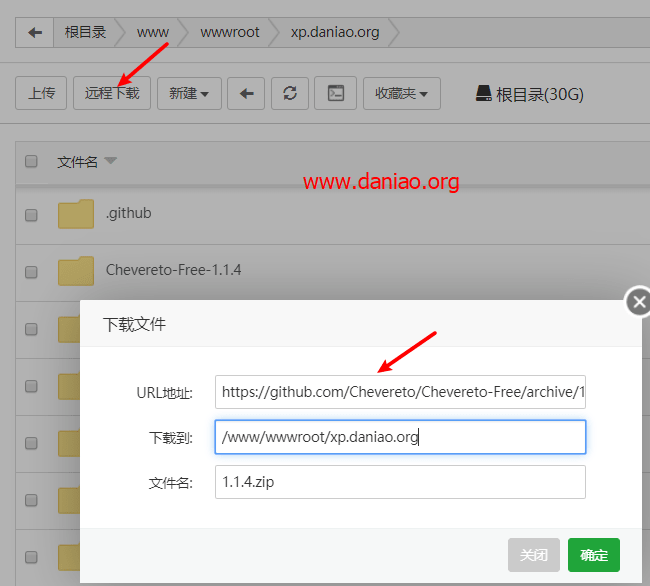 根目录 www wwwroot xp.daniao.org
上传 远程下载 新建 收藏夹 根目录(30G)
文件名
www.daniao.org
.github
Chevereto-Free-1.1.4
下载文件
URL地址: https://github.com/Chevereto/Chevereto-Free/archive/1
下载到: /www/wwwroot/xp.daniao.org
文件名: 1.1.4.zip
关闭 确定